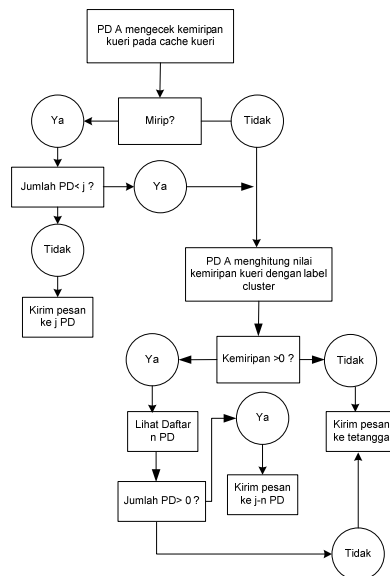 PD A mengecek kemiripan
kueri pada cache kueri
Ya
Mirip?
Tidak
Jumlah PD< j ?
Ya
Tidak
PD A menghitung nilai
kemiripan kueri dengan label
cluster
Kirim pesan
ke j PD
Ya
Kemiripan >0 ?
Tidak
Lihat Daftar
n PD
Ya
Kirim pesan
ke tetangga
Jumlah PD> 0 ?
Kirim pesan
ke j-n PD
Tidak